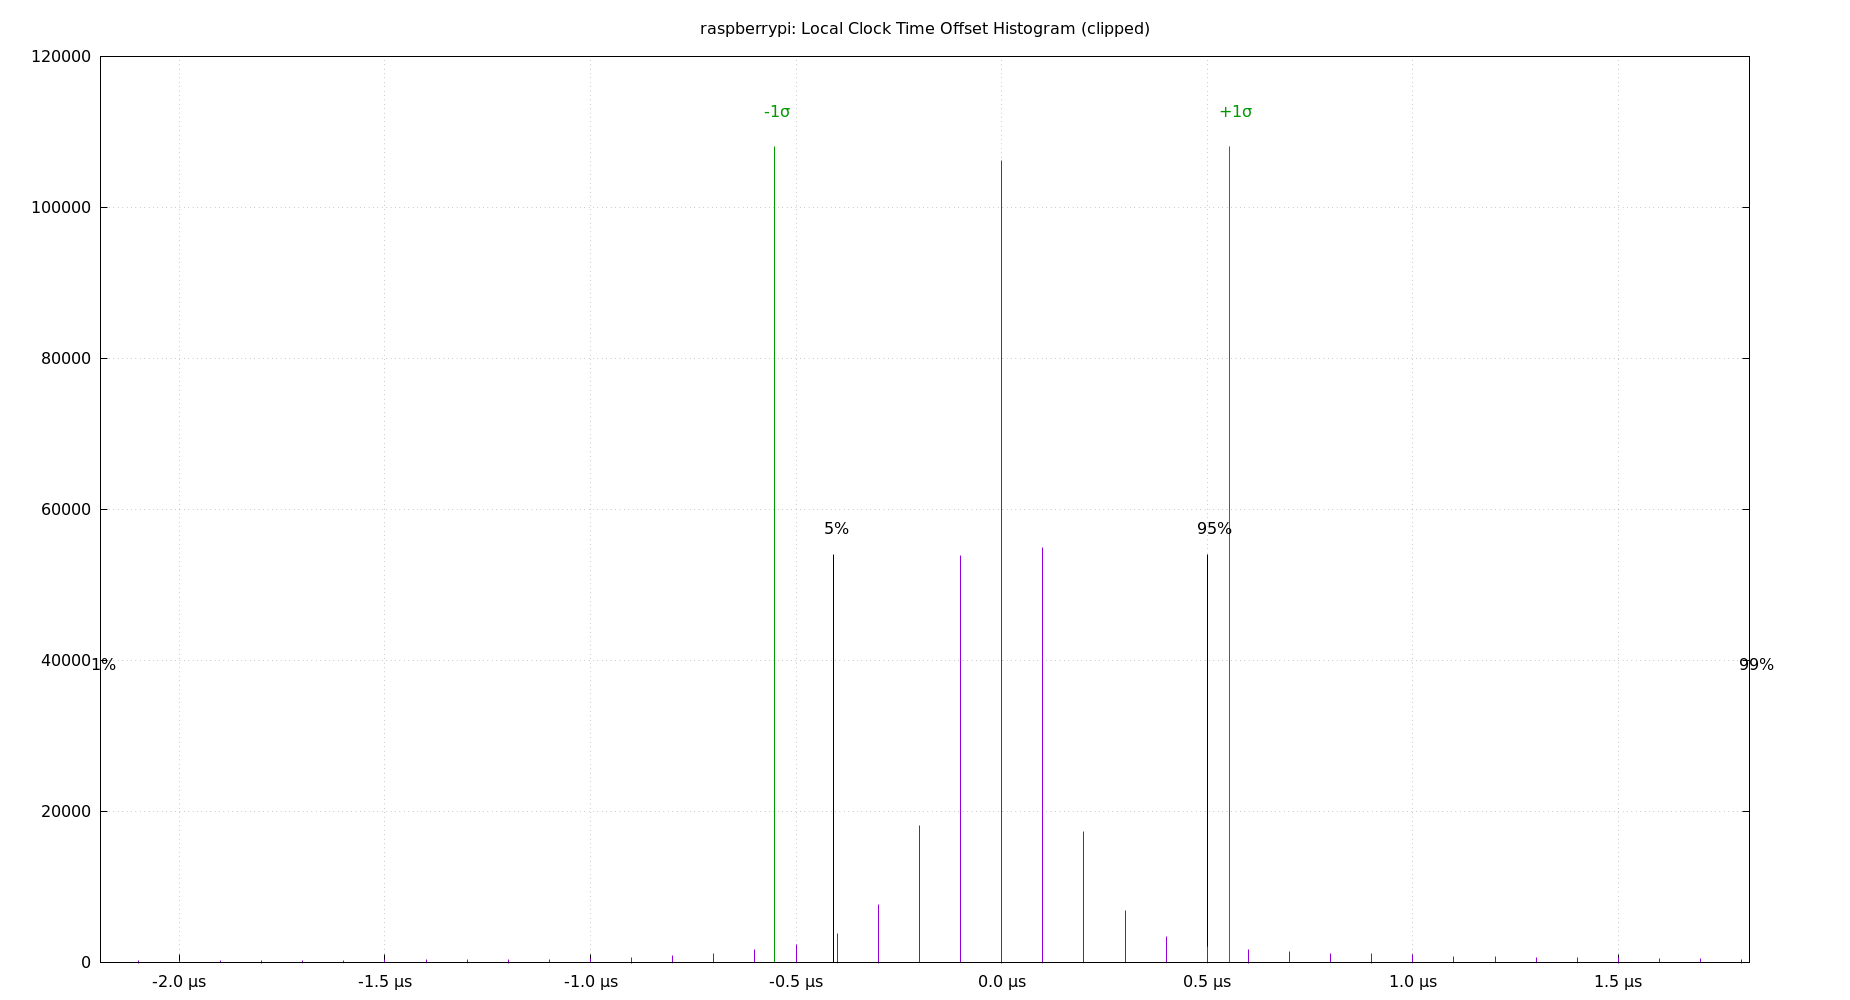 raspberrypi: Local Clock Time Offset Histogram (clipped)
120000
-1σ +1σ
100000
80000
60000
5% 95%
40000 1% 99%
20000
0
-2.0 µs -1.5 µs -1.0 µs -0.5 µs 0.0 µs 0.5 µs 1.0 µs 1.5 µs